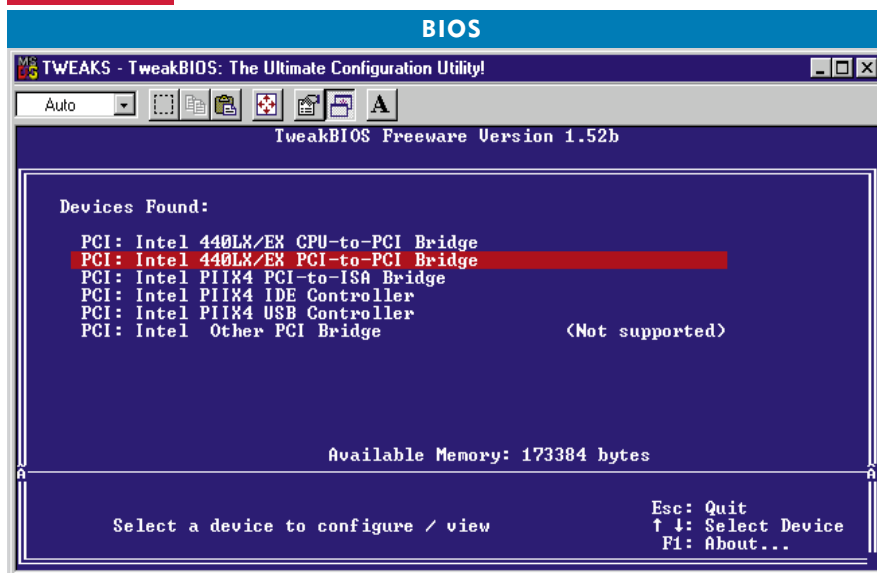 BIOS
TWEAKS - TweakBIOS: The Ultimate Configuration Utility!
Auto
A
TweakBIOS Freeware Version 1.52b
Devices Found:
PCI: Intel 440LX/EX CPU-to-PCI Bridge
PCI: Intel 440LX/EX PCI-to-PCI Bridge
PCI: Intel PIIX4 PCI-to-ISA Bridge
PCI: Intel PIIX4 IDE Controller
PCI: Intel PIIX4 USB Controller
PCI: Intel Other PCI Bridge (Not supported)
Available Memory: 173384 bytes
Esc: Quit
Select a device to configure / view ↑ ↓: Select Device
F1: About...